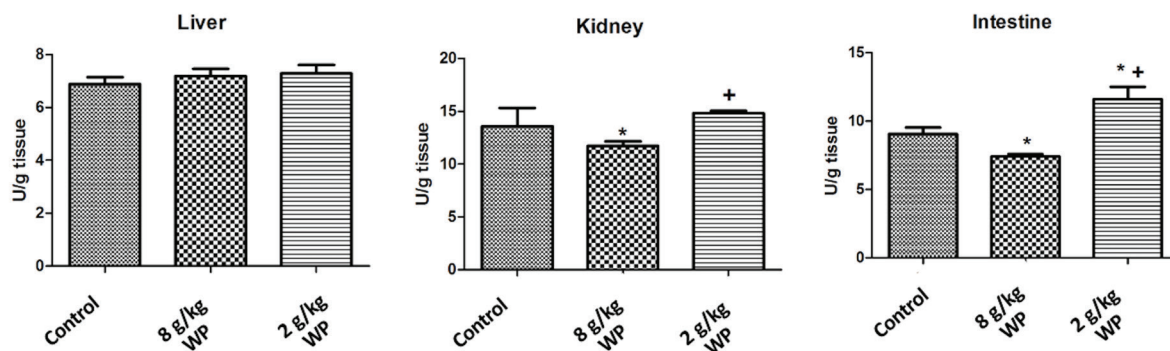 Liver
U/g tissue
8
6
4
2
0
Control
8 g/kg
WP
2 g/kg
WP
Kidney
U/g tissue
20
15
10
5
0
*
+
Control
8 g/kg
WP
2 g/kg
WP
Intestine
U/g tissue
15
10
5
0
*
* +
Control
8 g/kg
WP
2 g/kg
WP